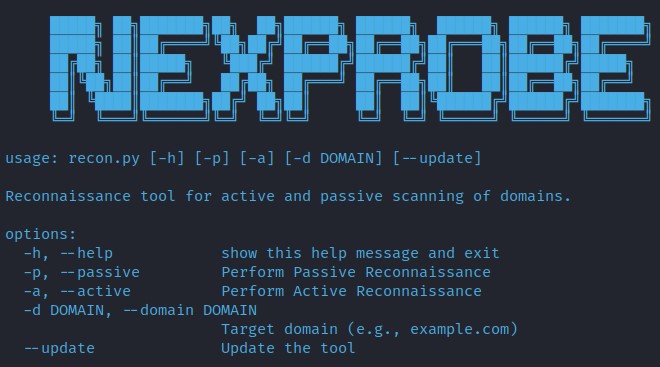 NEXPROBE
usage: recon.py [-h] [-p] [-a] [-d DOMAIN] [--update]
Reconnaissance tool for active and passive scanning of domains.
options:
-h, --help show this help message and exit
-p, --passive Perform Passive Reconnaissance
-a, --active Perform Active Reconnaissance
-d DOMAIN, --domain DOMAIN
Target domain (e.g., example.com)
--update Update the tool